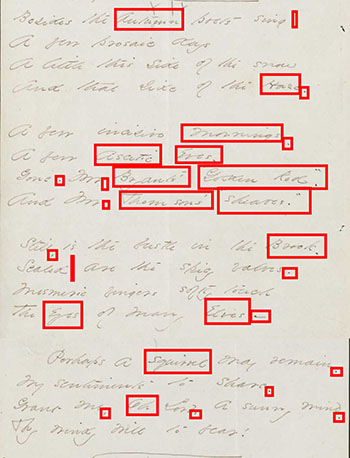 Besides the Autumn Poets sing
A few prosaic days
A little this side of the snow
And that side of the Haze.
A few incisive Mornings.
A few Ascetic Eves.
Gone. Mr. Bryant's "Golden Rod".
And Mr. Thomson's "sheaves."
Still. is the bustle in the Brook.
Sealed are the spicy valves.
Mesmeric fingers softly touch
The Eyes of many Elves –
Perhaps a Squirrel may remain.
My sentiments to share.
Grant me. Oh Lord. a sunny mind.
Thy windy will to bear!